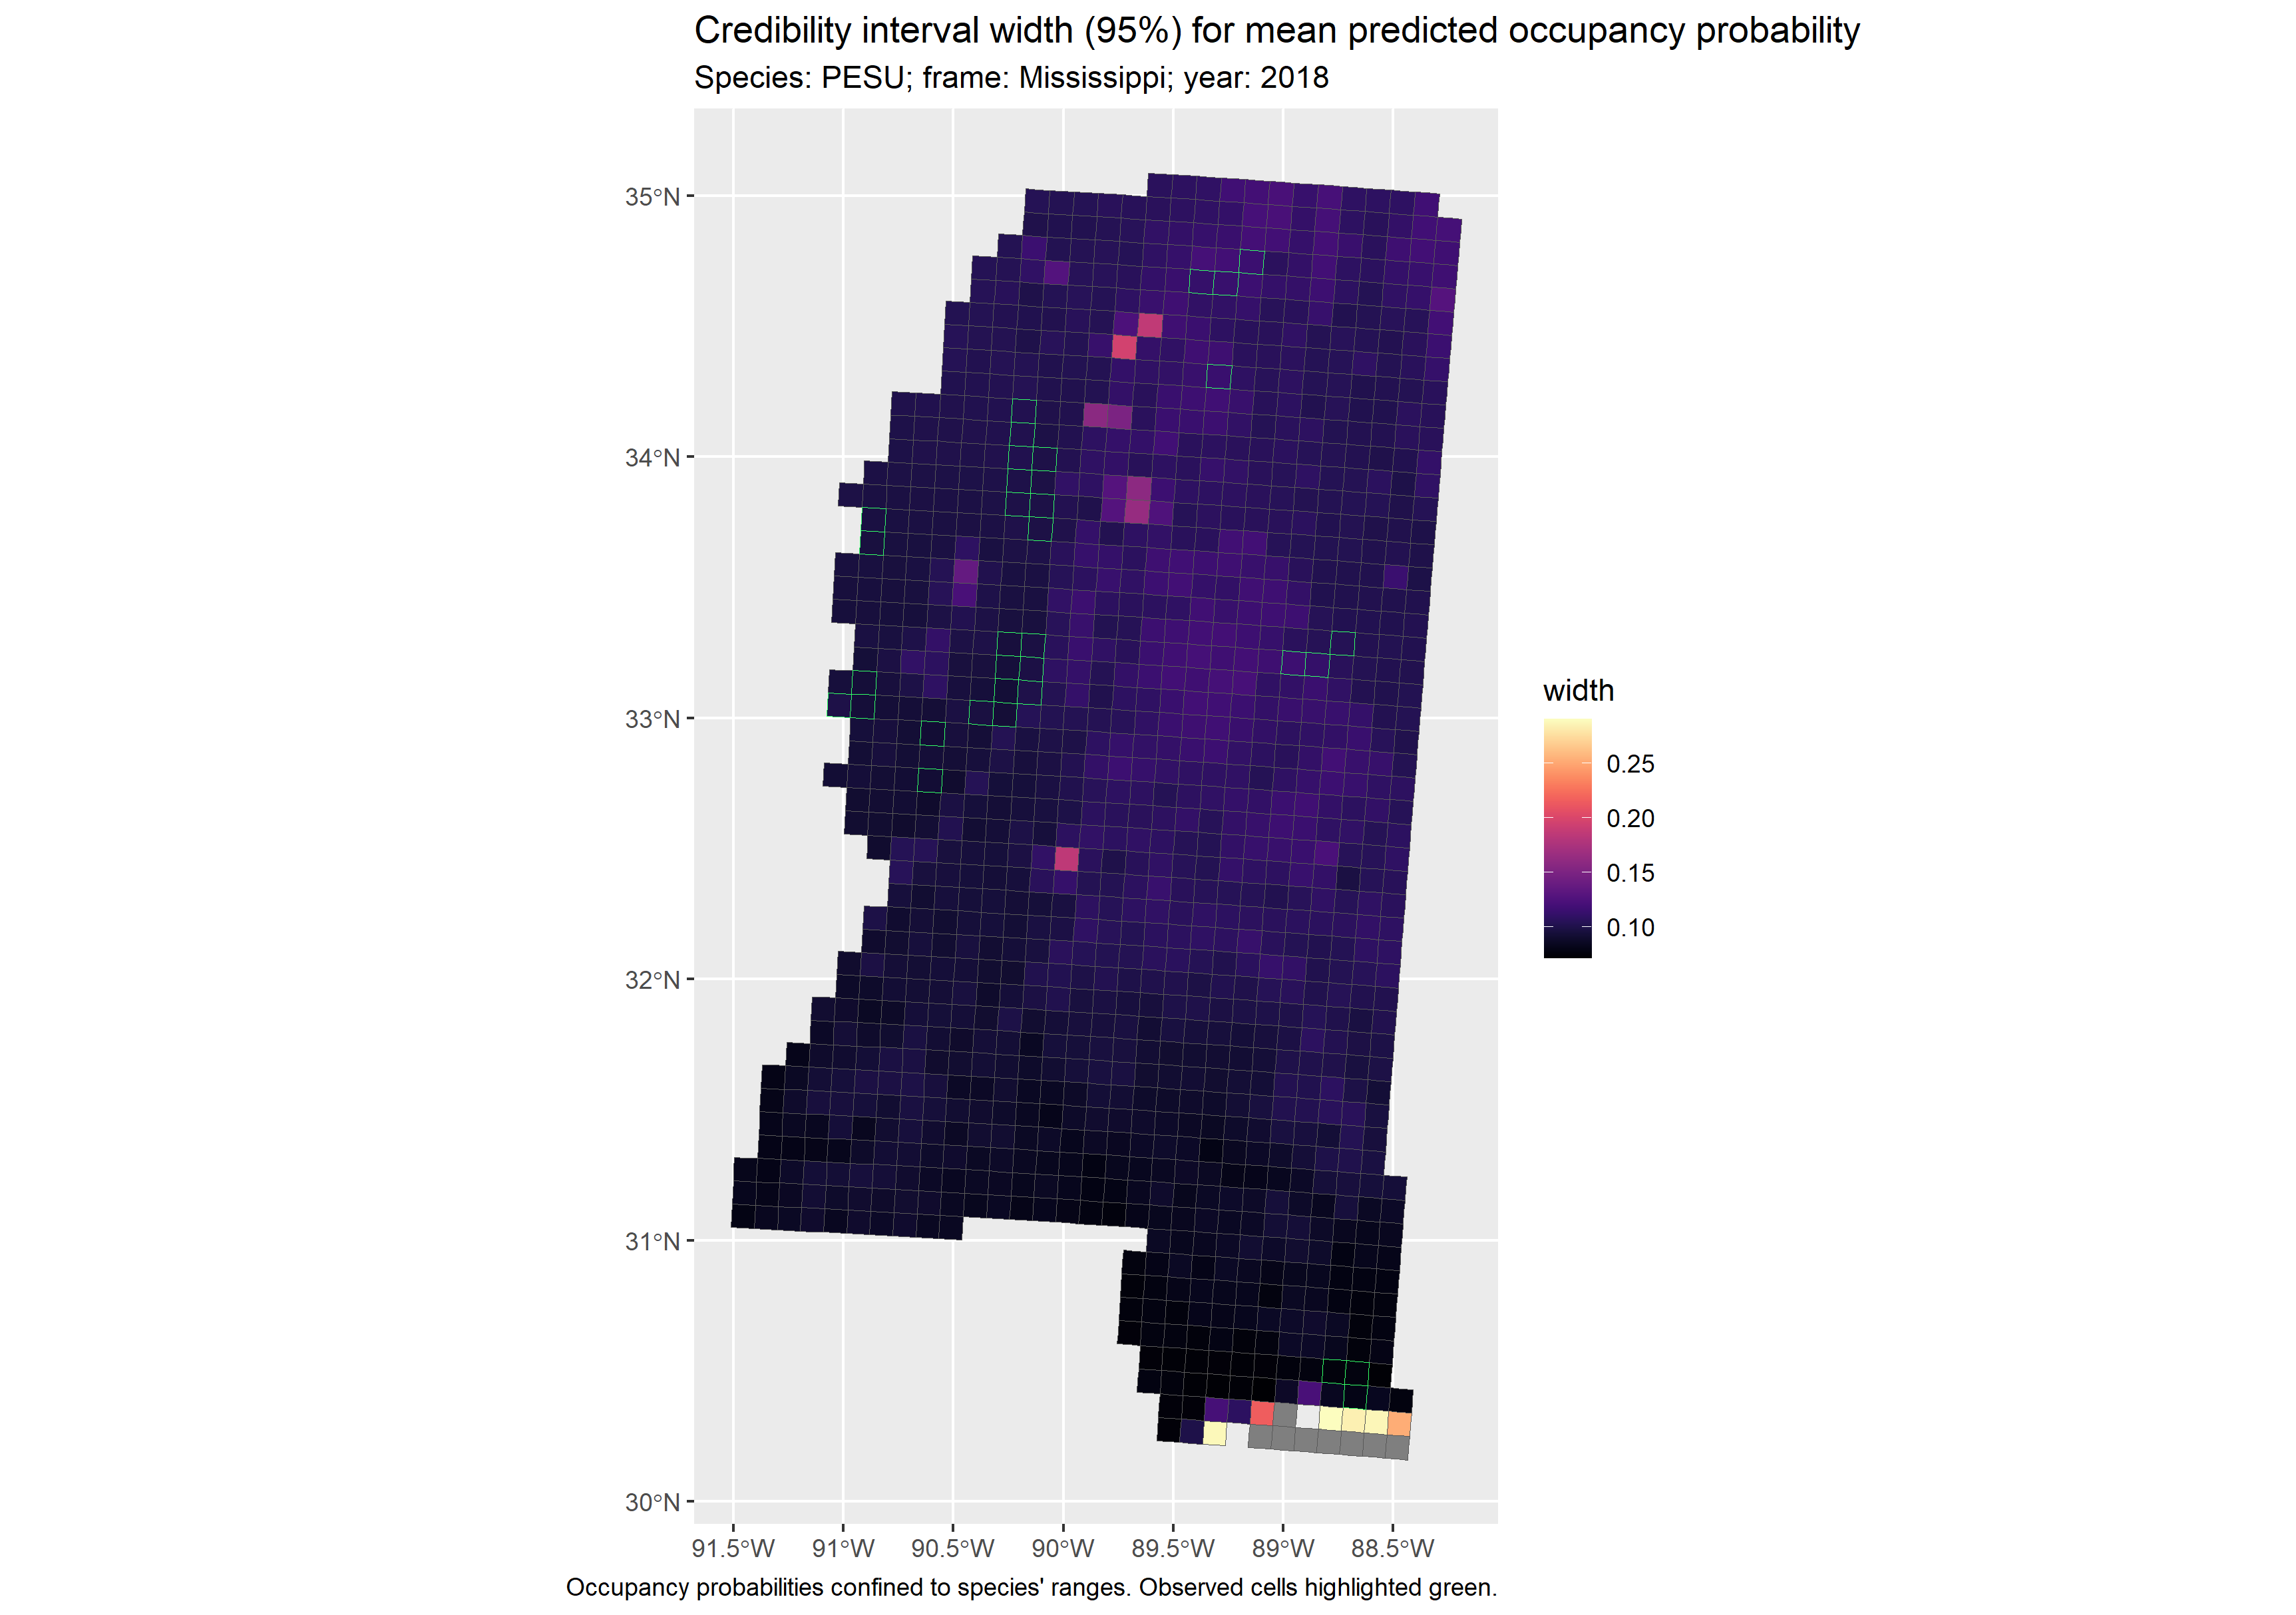 Credibility interval width (95%) for mean predicted occupancy probability
Species: PESU; frame: Mississippi; year: 2018
35°N
34°N
33°N
32°N
31°N
30°N
91.5°W 91°W 90.5°W 90°W 89.5°W 89°W 88.5°W
width
0.25
0.20
0.15
0.10
Occupancy probabilities confined to species' ranges. Observed cells highlighted green.